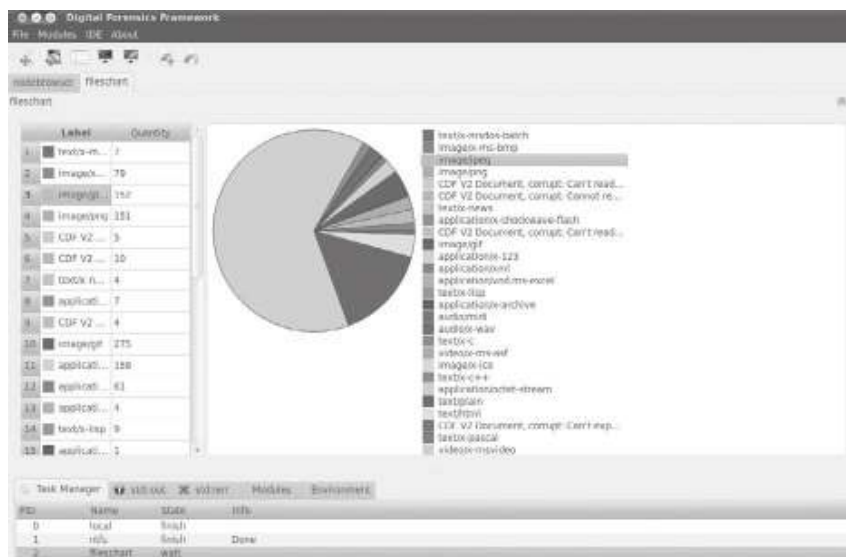 Digital Forensics Framework
File Modules IDE About
nodebrowser fileschart
fileschart
Label Quantity
1 text/x-m... 7
2 image/x... 79
3 image/jp... 152
4 image/png 151
5 CDF V2 ... 5
6 CDF V2 ... 10
7 text/x-n... 4
8 applicati... 7
9 CDF V2 ... 4
10 image/gif 275
11 applicati...
12 applicati... 61
13 applicati... 4
14 text/x-lisp 9
15 applicati... 1
text/x-msdos-batch
image/x-ms-bmp
image/jpeg
image/png
CDF V2 Document, corrupt: Can't read...
CDF V2 Document, corrupt: Cannot re...
text/x-news
application/x-shockwave-flash
CDF V2 Document, corrupt: Can't read...
image/gif
application/x-123
application/xml
application/vnd.ms-excel
text/x-lisp
application/x-archive
audio/midi
audio/x-wav
text/x-c
video/x-ms-asf
image/x-ico
text/x-c++
application/octet-stream
text/plain
text/html
CDF V2 Document, corrupt: Can't exp...
text/x-pascal
video/x-msvideo
Task Manager std out std err Modules Environment
PID Name State Info
0 local finish
1 ntfs finish Done
2 fileschart wait